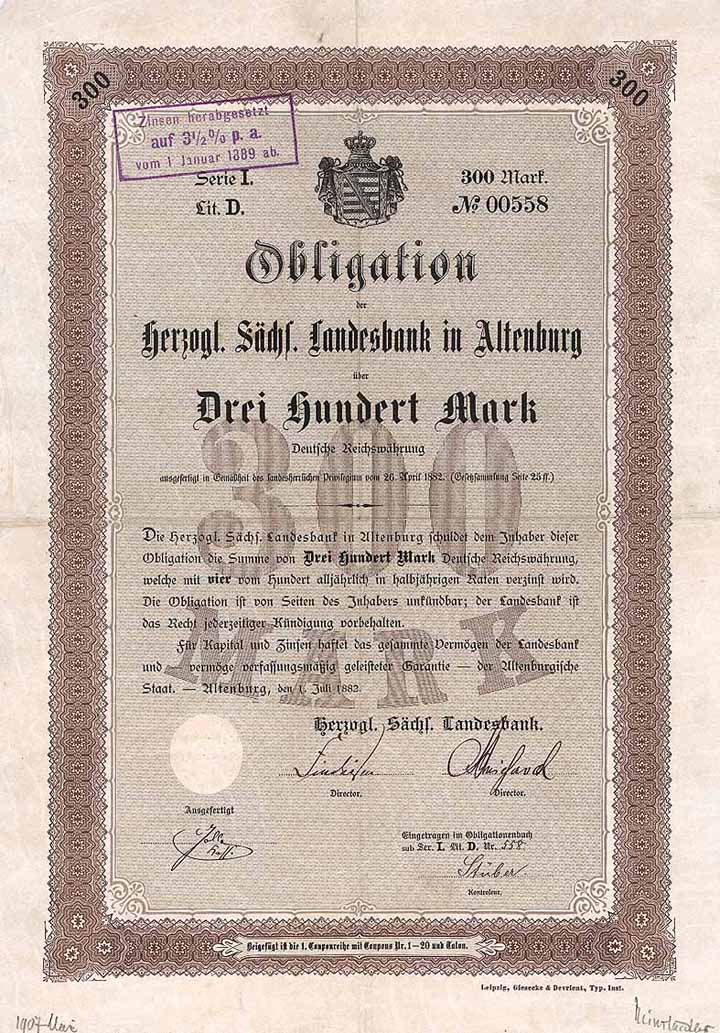 300
300
Zinsen herabgesetzt
auf 3½% p. a.
vom 1 Januar 1889 ab.
Serie I.
300 Mark.
Lit. D.
№ 00558
Obligation
der
Herzogl. Sächs. Landesbank in Altenburg
über
Drei Hundert Mark
Deutsche Reichswährung
ausgefertigt in Gemäßheit des landesherrlichen Privilegium vom 26. April 1882. (Gesetzsammlung Seite 25 ff.)
300
MARK
Die Herzogl. Sächs. Landesbank in Altenburg schuldet dem Inhaber dieser
Obligation die Summe von Drei Hundert Mark Deutsche Reichswährung,
welche mit vier vom Hundert alljährlich in halbjährigen Raten verzinst wird.
Die Obligation ist von Seiten des Inhabers unkündbar; der Landesbank ist
das Recht jederzeitiger Kündigung vorbehalten.
Für Kapital und Zinsen haftet das gesammte Vermögen der Landesbank
und — vermöge verfassungsmäßig geleisteter Garantie — der Altenburgische
Staat. — Altenburg, den 1. Juli 1882.
Herzogl. Sächs. Landesbank.
Director.
Director.
Ausgefertigt
Eingetragen im Obligationenbuch
sub Ser. I. Lit. D. Nr. 558
Stüber
Kontroleur.
Beigefügt ist die 1. Couponreihe mit Coupons Nr. 1–20 und Talon.
Leipzig, Giesecke & Devrient, Typ. Inst.
1907 Mai